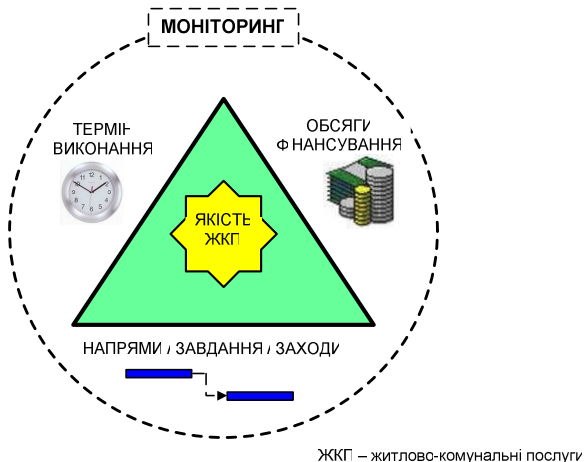 МОНІТОРИНГ
ТЕРМІН
ВИКОНАННЯ
ОБСЯГИ
ФІНАНСУВАННЯ
ЯКІСТЬ
ЖКП
НАПРЯМИ / ЗАВДАННЯ / ЗАХОДИ
ЖКП – житлово-комунальні послуги